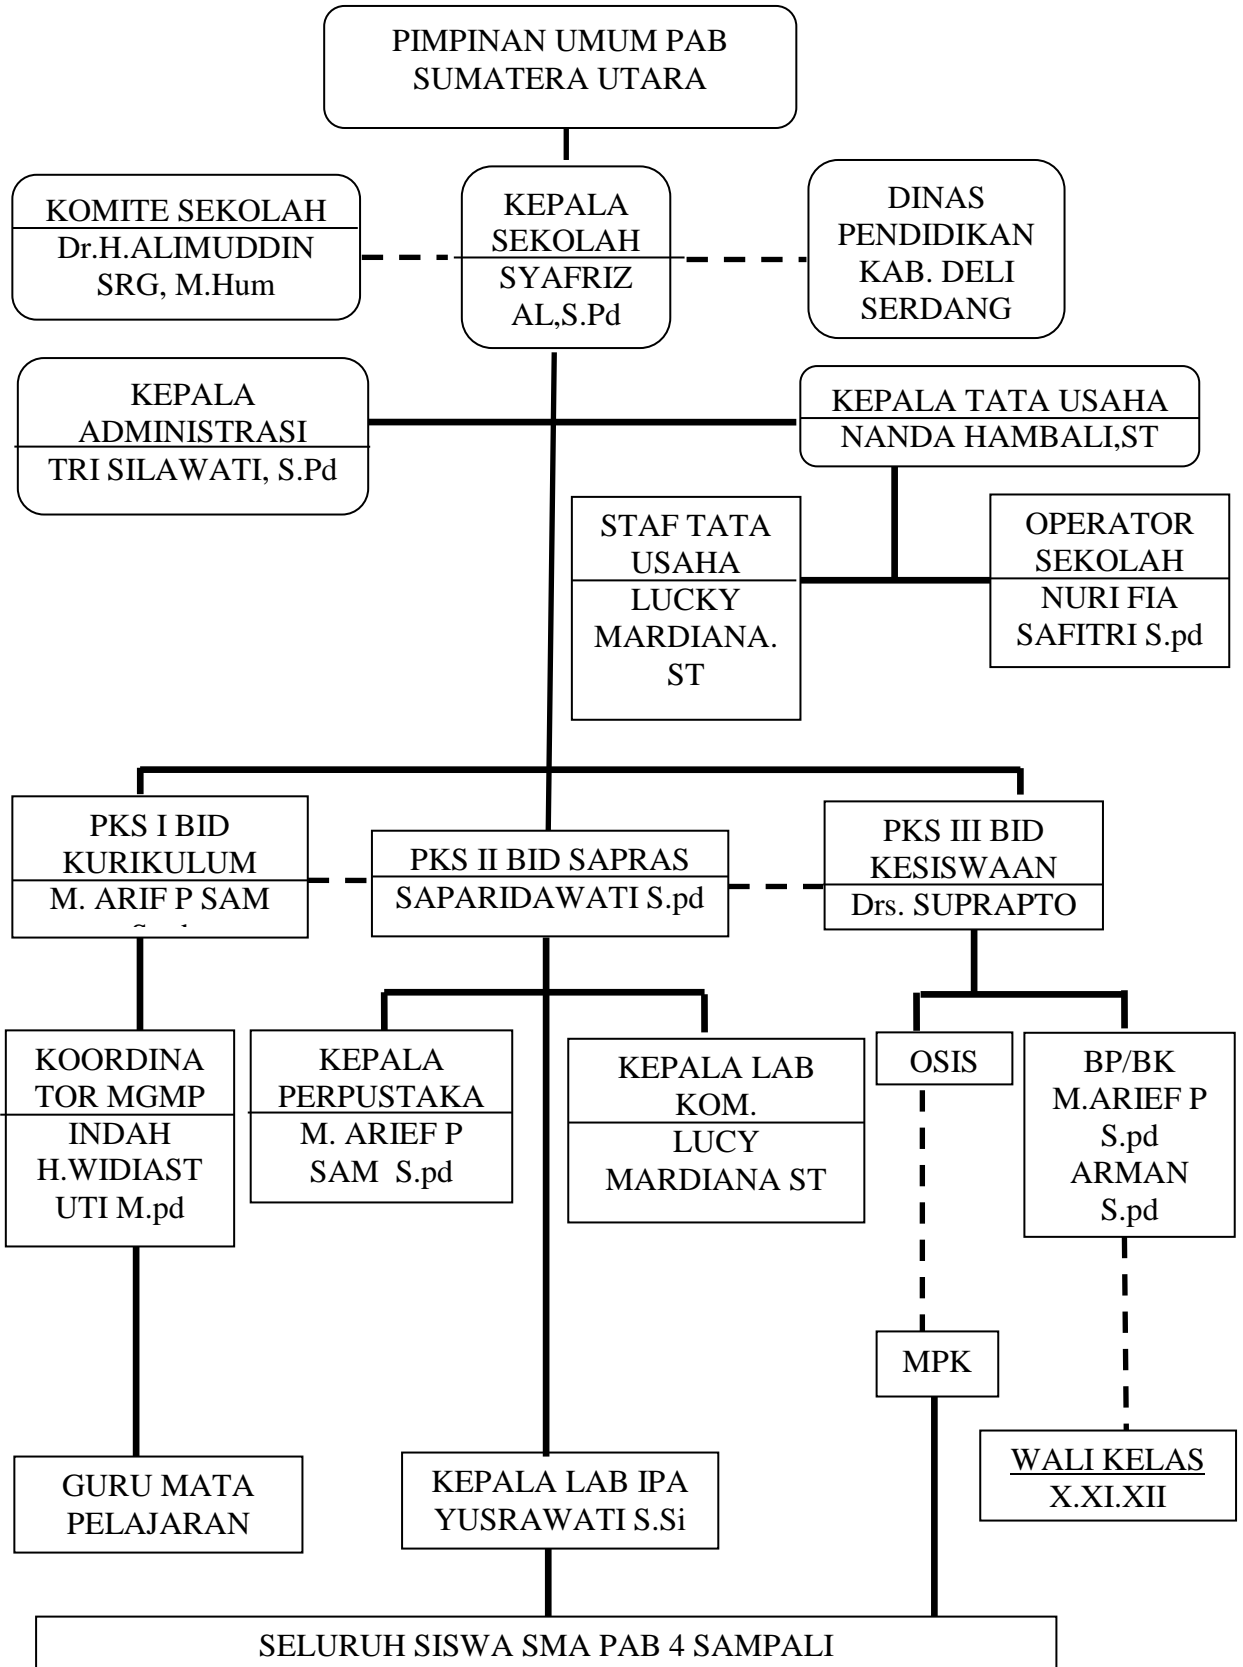 PIMPINAN UMUM PAB
SUMATERA UTARA
KOMITE SEKOLAH
Dr.H.ALIMUDDIN
SRG, M.Hum
KEPALA
SEKOLAH
SYAFRIZ
AL,S.Pd
DINAS
PENDIDIKAN
KAB. DELI
SERDANG
KEPALA
ADMINISTRASI
TRI SILAWATI, S.Pd
KEPALA TATA USAHA
NANDA HAMBALI,ST
STAF TATA
USAHA
LUCKY
MARDIANA.
ST
OPERATOR
SEKOLAH
NURI FIA
SAFITRI S.pd
PKS I BID
KURIKULUM
M. ARIF P SAM
PKS II BID SAPRAS
SAPARIDAWATI S.pd
PKS III BID
KESISWAAN
Drs. SUPRAPTO
KOORDINA
TOR MGMP
INDAH
H.WIDIAST
UTI M.pd
KEPALA
PERPUSTAKA
M. ARIEF P
SAM S.pd
KEPALA LAB
KOM.
LUCY
MARDIANA ST
OSIS
BP/BK
M.ARIEF P
S.pd
ARMAN
S.pd
MPK
GURU MATA
PELAJARAN
KEPALA LAB IPA
YUSRAWATI S.Si
WALI KELAS
X.XI.XII
SELURUH SISWA SMA PAB 4 SAMPALI